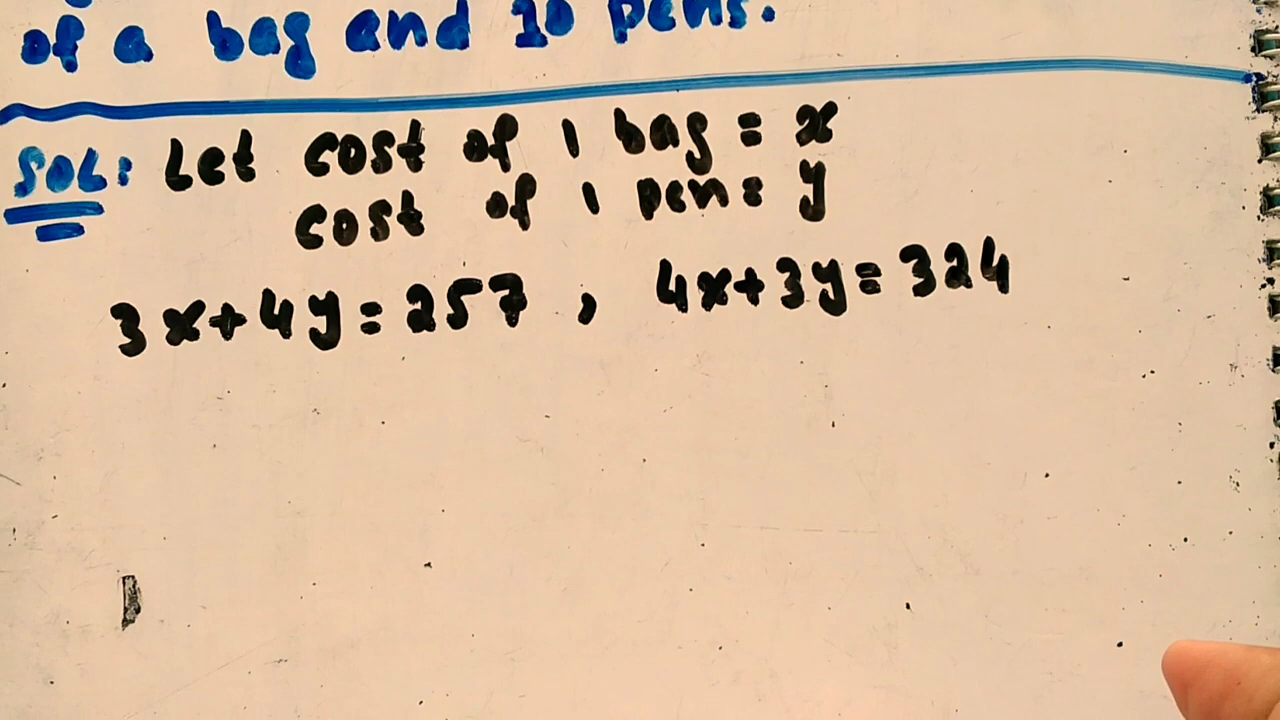 of a bag and 10 pens.
SOL: Let cost of 1 bag = x
cost of 1 pen = y
3x+4y=257 , 4x+3y=324